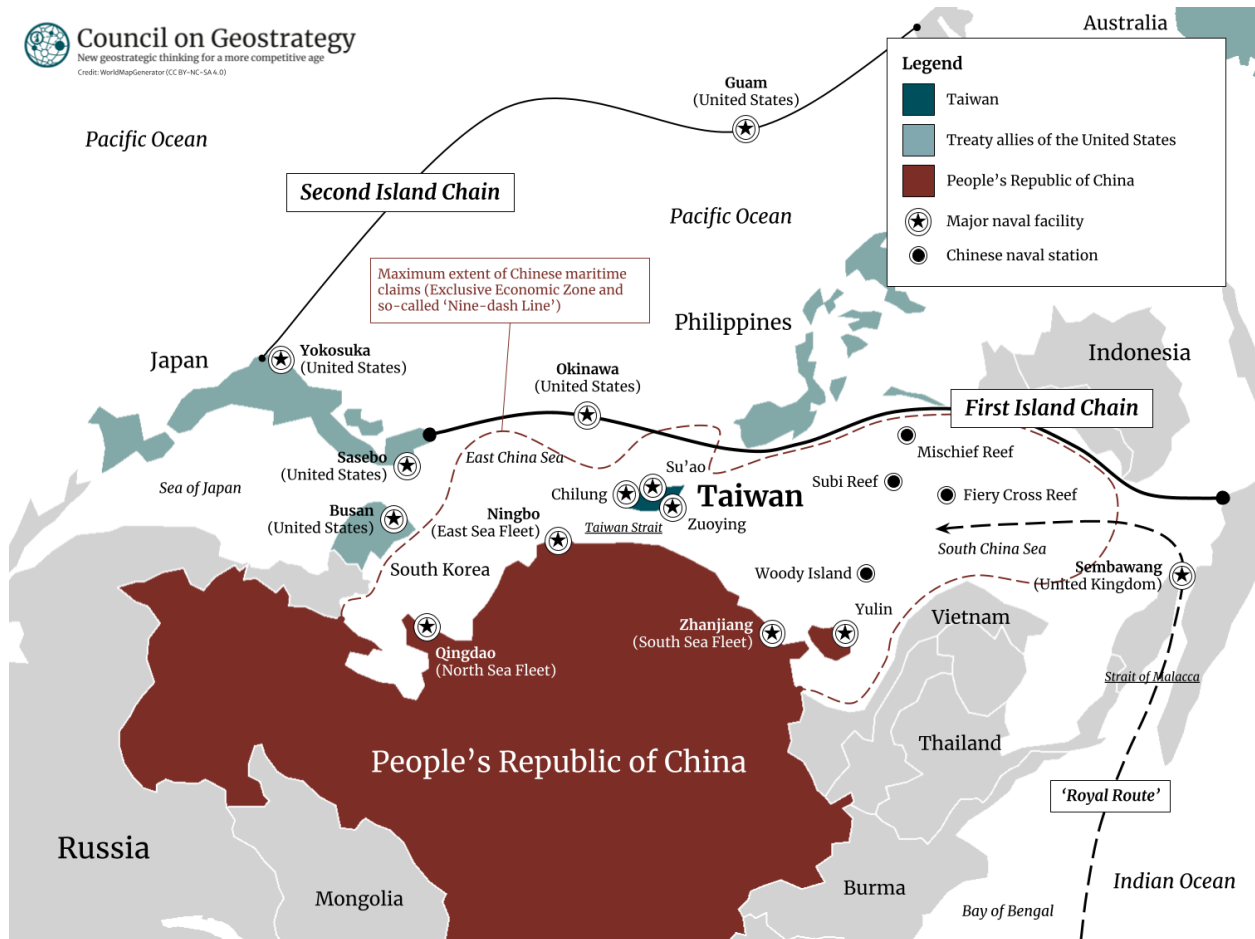 Council on Geostrategy
New geostrategic thinking for a more competitive age
Credit: WorldMapGenerator (CC BY-NC-SA 4.0)
Australia
Legend
Taiwan
Treaty allies of the United States
People's Republic of China
Major naval facility
Chinese naval station
Guam
(United States)
Pacific Ocean
Second Island Chain
Pacific Ocean
Maximum extent of Chinese maritime
claims (Exclusive Economic Zone and
so-called ‘Nine-dash Line’)
Philippines
Indonesia
Japan
Yokosuka
(United States)
Okinawa
(United States)
First Island Chain
Mischief Reef
Sasebo
(United States)
East China Sea
Su’ao
Subi Reef
Sea of Japan
Chilung
Taiwan
Fiery Cross Reef
Busan
(United States)
Ningbo
(East Sea Fleet)
Taiwan Strait
Zuoying
South China Sea
South Korea
Woody Island
Sembawang
(United Kingdom)
Yulin
Vietnam
Zhanjiang
(South Sea Fleet)
Qingdao
(North Sea Fleet)
Strait of Malacca
People’s Republic of China
Thailand
‘Royal Route’
Russia
Mongolia
Burma
Indian Ocean
Bay of Bengal